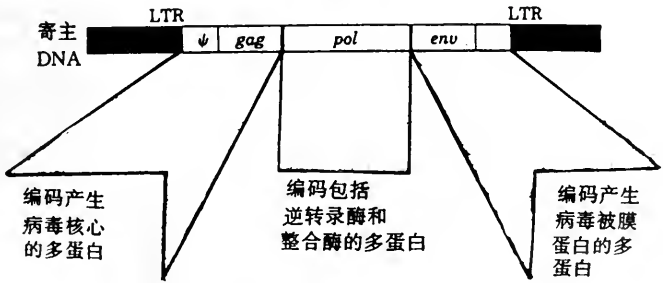 LTR LTR
寄主
DNA
ψ gag pol env
编码产生
病毒核心
的多蛋白
编码包括
逆转录酶和
整合酶的多蛋白
编码产生
病毒被膜
蛋白的多
蛋白